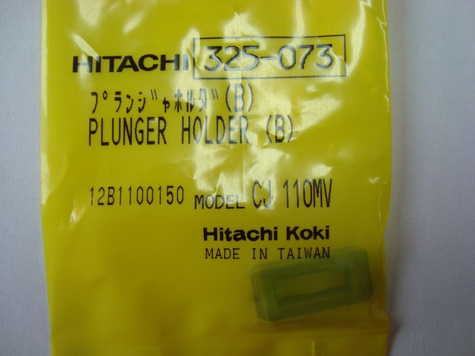 HITACHI 325-073
ﾌﾟﾗﾝｼﾞｬﾎﾙﾀﾞ(B)
PLUNGER HOLDER (B)
12B1100150 MODEL CJ 110MV
Hitachi Koki
MADE IN TAIWAN